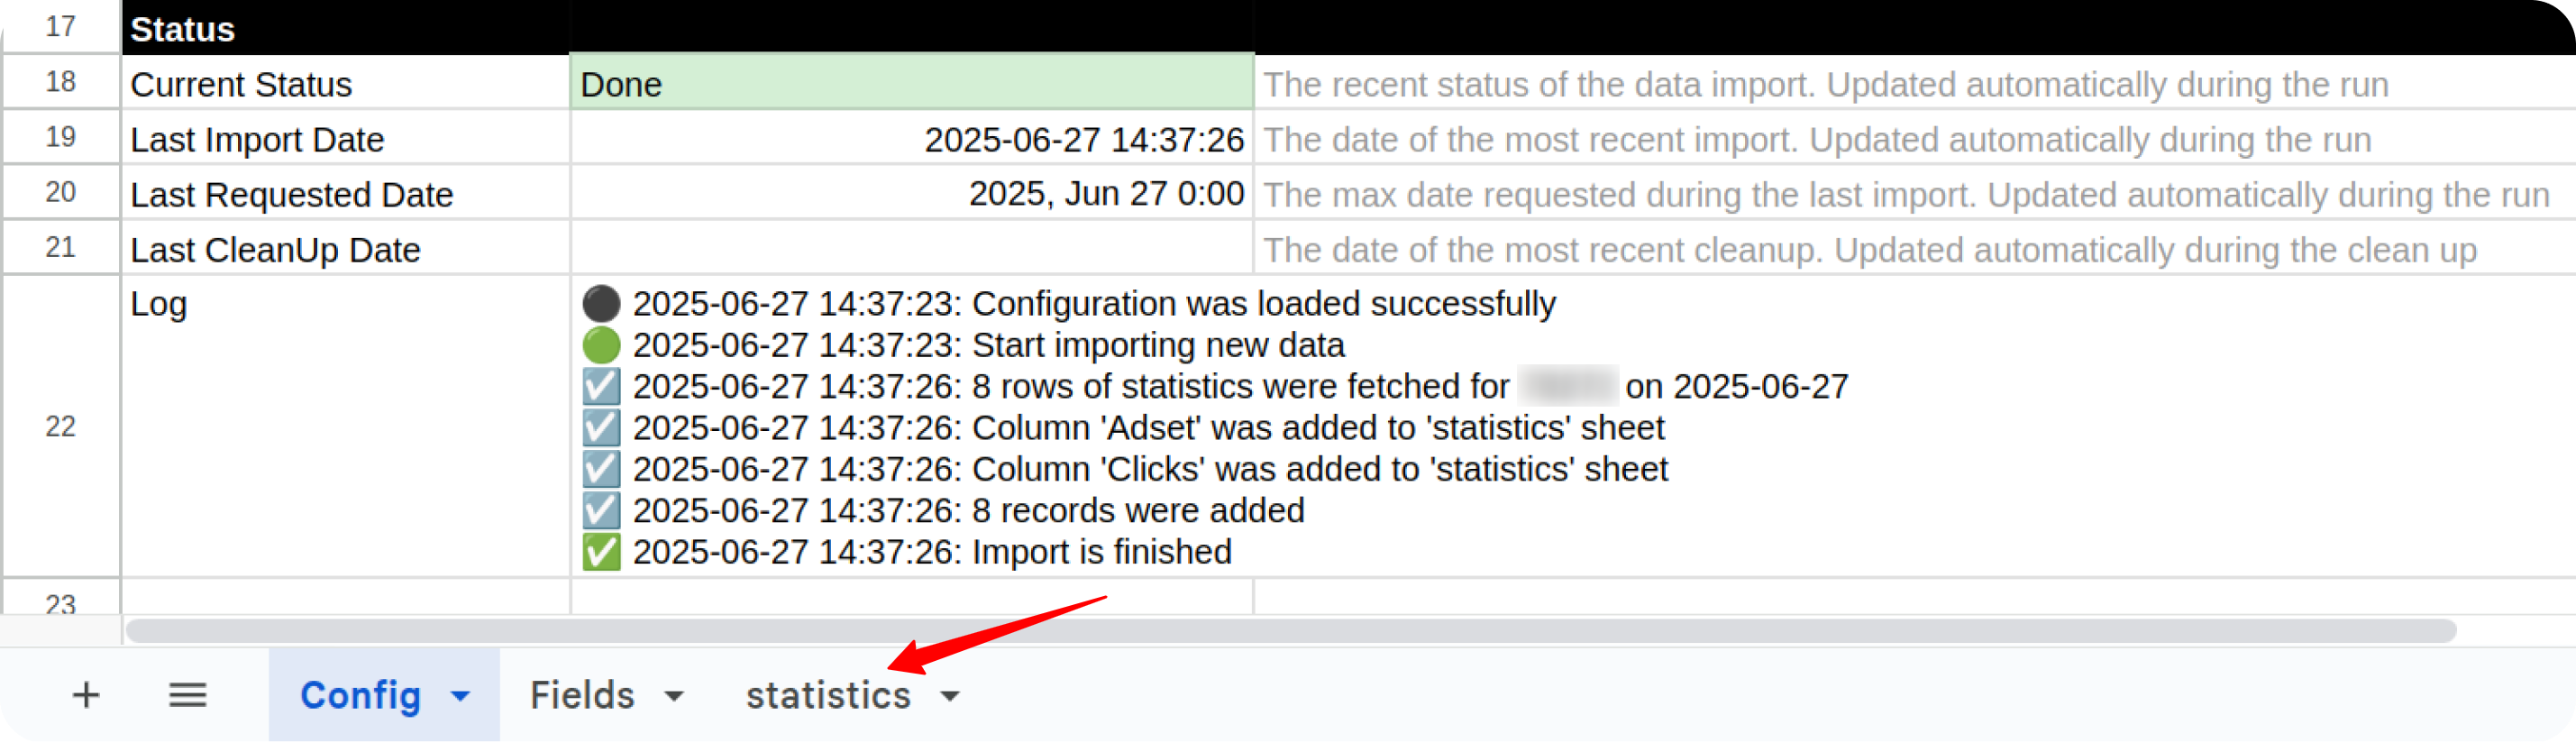 17 Status
18 Current Status Done The recent status of the data import. Updated automatically during the run
19 Last Import Date 2025-06-27 14:37:26 The date of the most recent import. Updated automatically during the run
20 Last Requested Date 2025, Jun 27 0:00 The max date requested during the last import. Updated automatically during the run
21 Last CleanUp Date The date of the most recent cleanup. Updated automatically during the clean up
22 Log
2025-06-27 14:37:23: Configuration was loaded successfully
2025-06-27 14:37:23: Start importing new data
2025-06-27 14:37:26: 8 rows of statistics were fetched for on 2025-06-27
2025-06-27 14:37:26: Column 'Adset' was added to 'statistics' sheet
2025-06-27 14:37:26: Column 'Clicks' was added to 'statistics' sheet
2025-06-27 14:37:26: 8 records were added
2025-06-27 14:37:26: Import is finished
23
Config Fields statistics